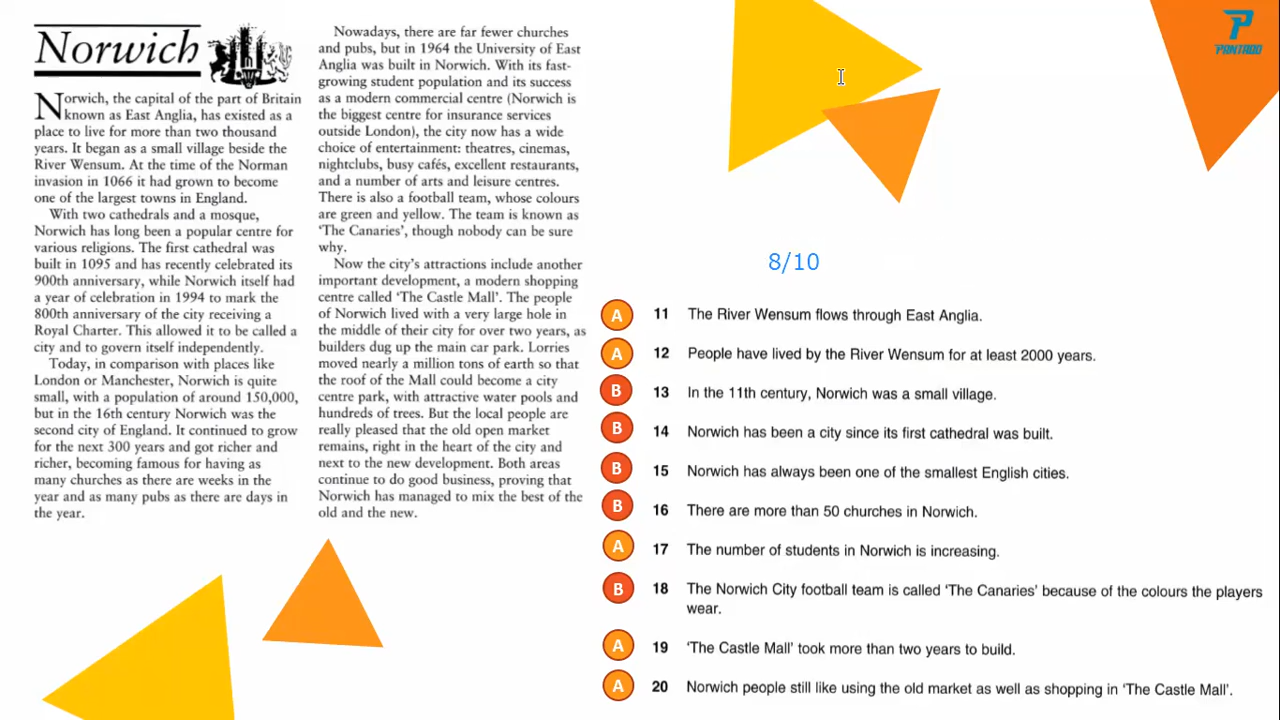 Norwich
Norwich, the capital of the part of Britain
known as East Anglia, has existed as a
place to live for more than two thousand
years. It began as a small village beside the
River Wensum. At the time of the Norman
invasion in 1066 it had grown to become
one of the largest towns in England.
With two cathedrals and a mosque,
Norwich has long been a popular centre for
various religions. The first cathedral was
built in 1095 and has recently celebrated its
900th anniversary, while Norwich itself had
a year of celebration in 1994 to mark the
800th anniversary of the city receiving a
Royal Charter. This allowed it to be called a
city and to govern itself independently.
Today, in comparison with places like
London or Manchester, Norwich is quite
small, with a population of around 150,000,
but in the 16th century Norwich was the
second city of England. It continued to grow
for the next 300 years and got richer and
richer, becoming famous for having as
many churches as there are weeks in the
year and as many pubs as there are days in
the year.
Nowadays, there are far fewer churches
and pubs, but in 1964 the University of East
Anglia was built in Norwich. With its fast-
growing student population and its success
as a modern commercial centre (Norwich is
the biggest centre for insurance services
outside London), the city now has a wide
choice of entertainment: theatres, cinemas,
nightclubs, busy cafés, excellent restaurants,
and a number of arts and leisure centres.
There is also a football team, whose colours
are green and yellow. The team is known as
'The Canaries', though nobody can be sure
why.
Now the city's attractions include another
important development, a modern shopping
centre called 'The Castle Mall'. The people
of Norwich lived with a very large hole in
the middle of their city for over two years, as
builders dug up the main car park. Lorries
moved nearly a million tons of earth so that
the roof of the Mall could become a city
centre park, with attractive water pools and
hundreds of trees. But the local people are
really pleased that the old open market
remains, right in the heart of the city and
next to the new development. Both areas
continue to do good business, proving that
Norwich has managed to mix the best of the
old and the new.
PANTADO
8/10
A 11 The River Wensum flows through East Anglia.
A 12 People have lived by the River Wensum for at least 2000 years.
B 13 In the 11th century, Norwich was a small village.
B 14 Norwich has been a city since its first cathedral was built.
B 15 Norwich has always been one of the smallest English cities.
B 16 There are more than 50 churches in Norwich.
A 17 The number of students in Norwich is increasing.
B 18 The Norwich City football team is called 'The Canaries' because of the colours the players
wear.
A 19 'The Castle Mall' took more than two years to build.
A 20 Norwich people still like using the old market as well as shopping in 'The Castle Mall'.